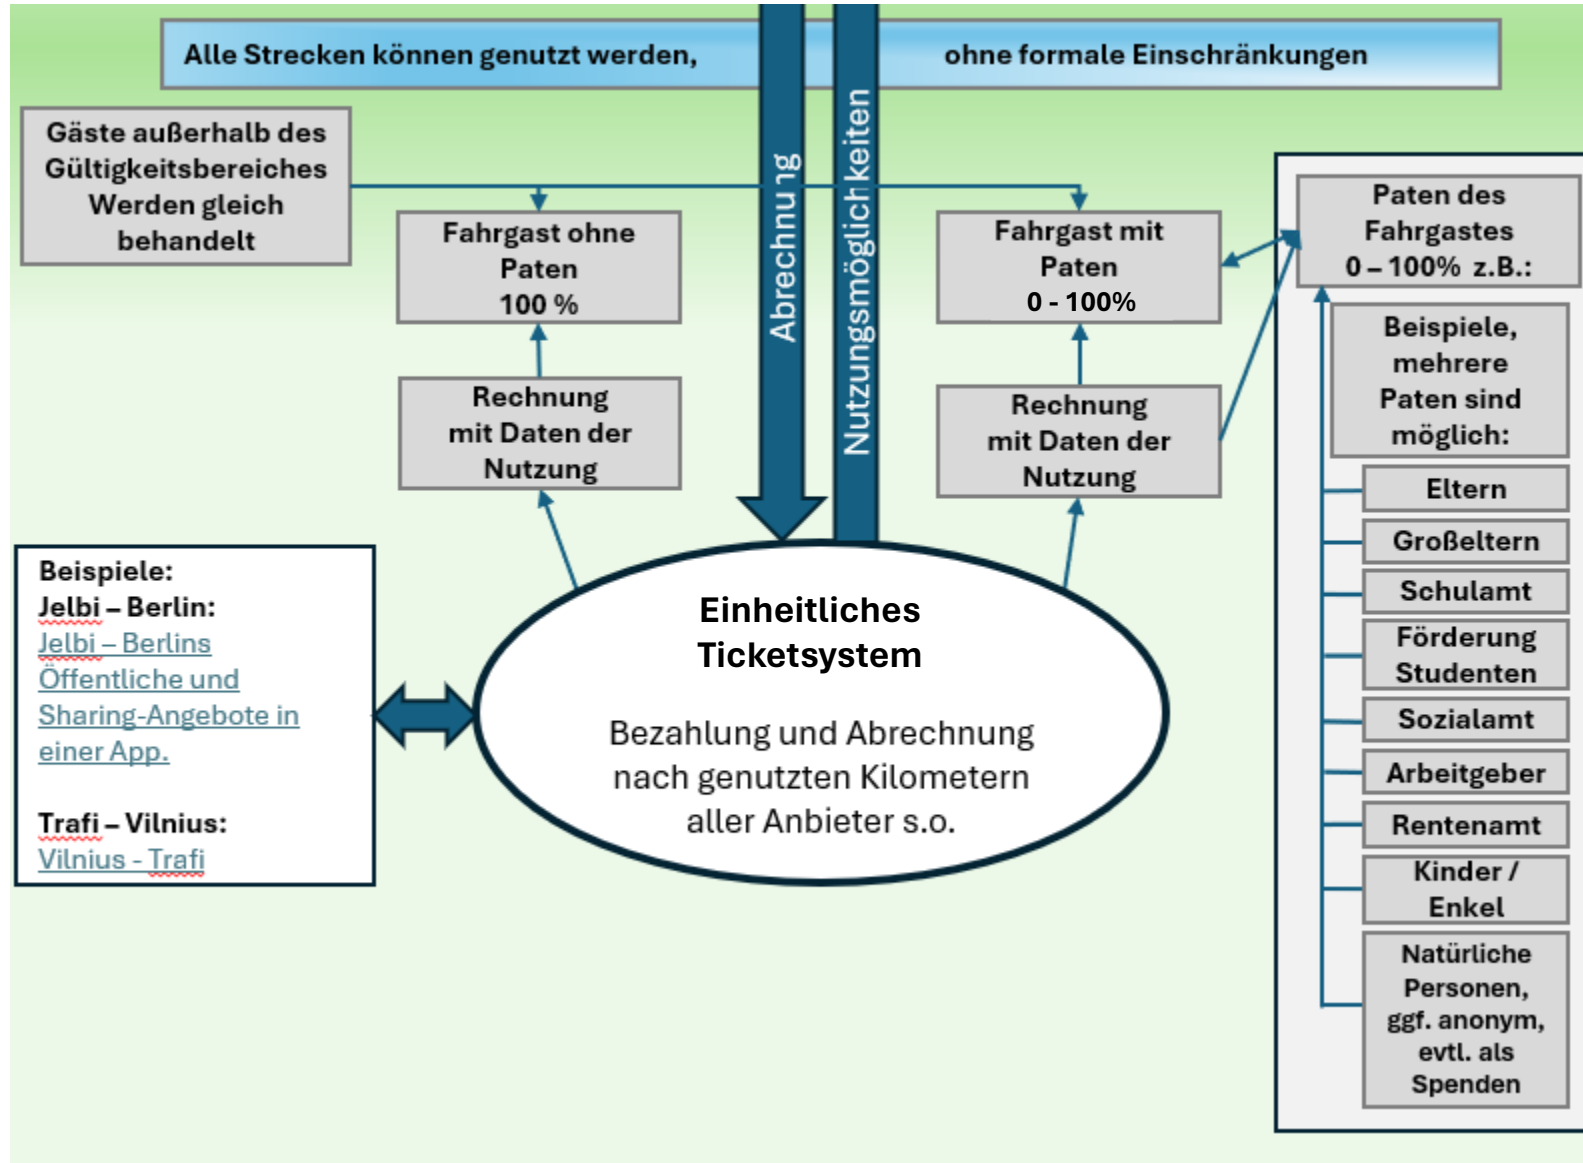 Alle Strecken können genutzt werden, ohne formale Einschränkungen
Gäste außerhalb des
Gültigkeitsbereiches
Werden gleich
behandelt
Abrechnung
Nutzungsmöglichkeiten
Fahrgast ohne
Paten
100 %
Rechnung
mit Daten der
Nutzung
Fahrgast mit
Paten
0 - 100%
Rechnung
mit Daten der
Nutzung
Paten des
Fahrgastes
0 – 100% z.B.:
Beispiele,
mehrere
Paten sind
möglich:
Eltern
Großeltern
Schulamt
Förderung
Studenten
Sozialamt
Arbeitgeber
Rentenamt
Kinder /
Enkel
Natürliche
Personen,
ggf. anonym,
evtl. als
Spenden
Beispiele:
Jelbi – Berlin:
Jelbi – Berlins
Öffentliche und
Sharing-Angebote in
einer App.
Trafi – Vilnius:
Vilnius - Trafi
Einheitliches
Ticketsystem
Bezahlung und Abrechnung
nach genutzten Kilometern
aller Anbieter s.o.